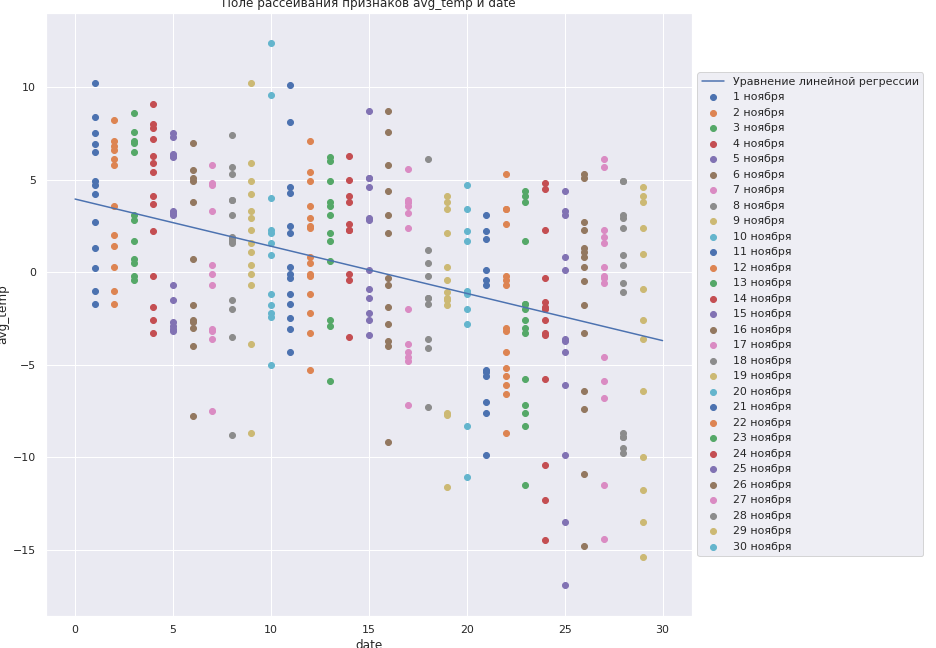 Поле рассеивания признаков avg_temp и date
10
5
0
−5
−10
−15
avg_temp
0
5
10
15
20
25
30
date
Уравнение линейной регрессии
1 ноября
2 ноября
3 ноября
4 ноября
5 ноября
6 ноября
7 ноября
8 ноября
9 ноября
10 ноября
11 ноября
12 ноября
13 ноября
14 ноября
15 ноября
16 ноября
17 ноября
18 ноября
19 ноября
20 ноября
21 ноября
22 ноября
23 ноября
24 ноября
25 ноября
26 ноября
27 ноября
28 ноября
29 ноября
30 ноября